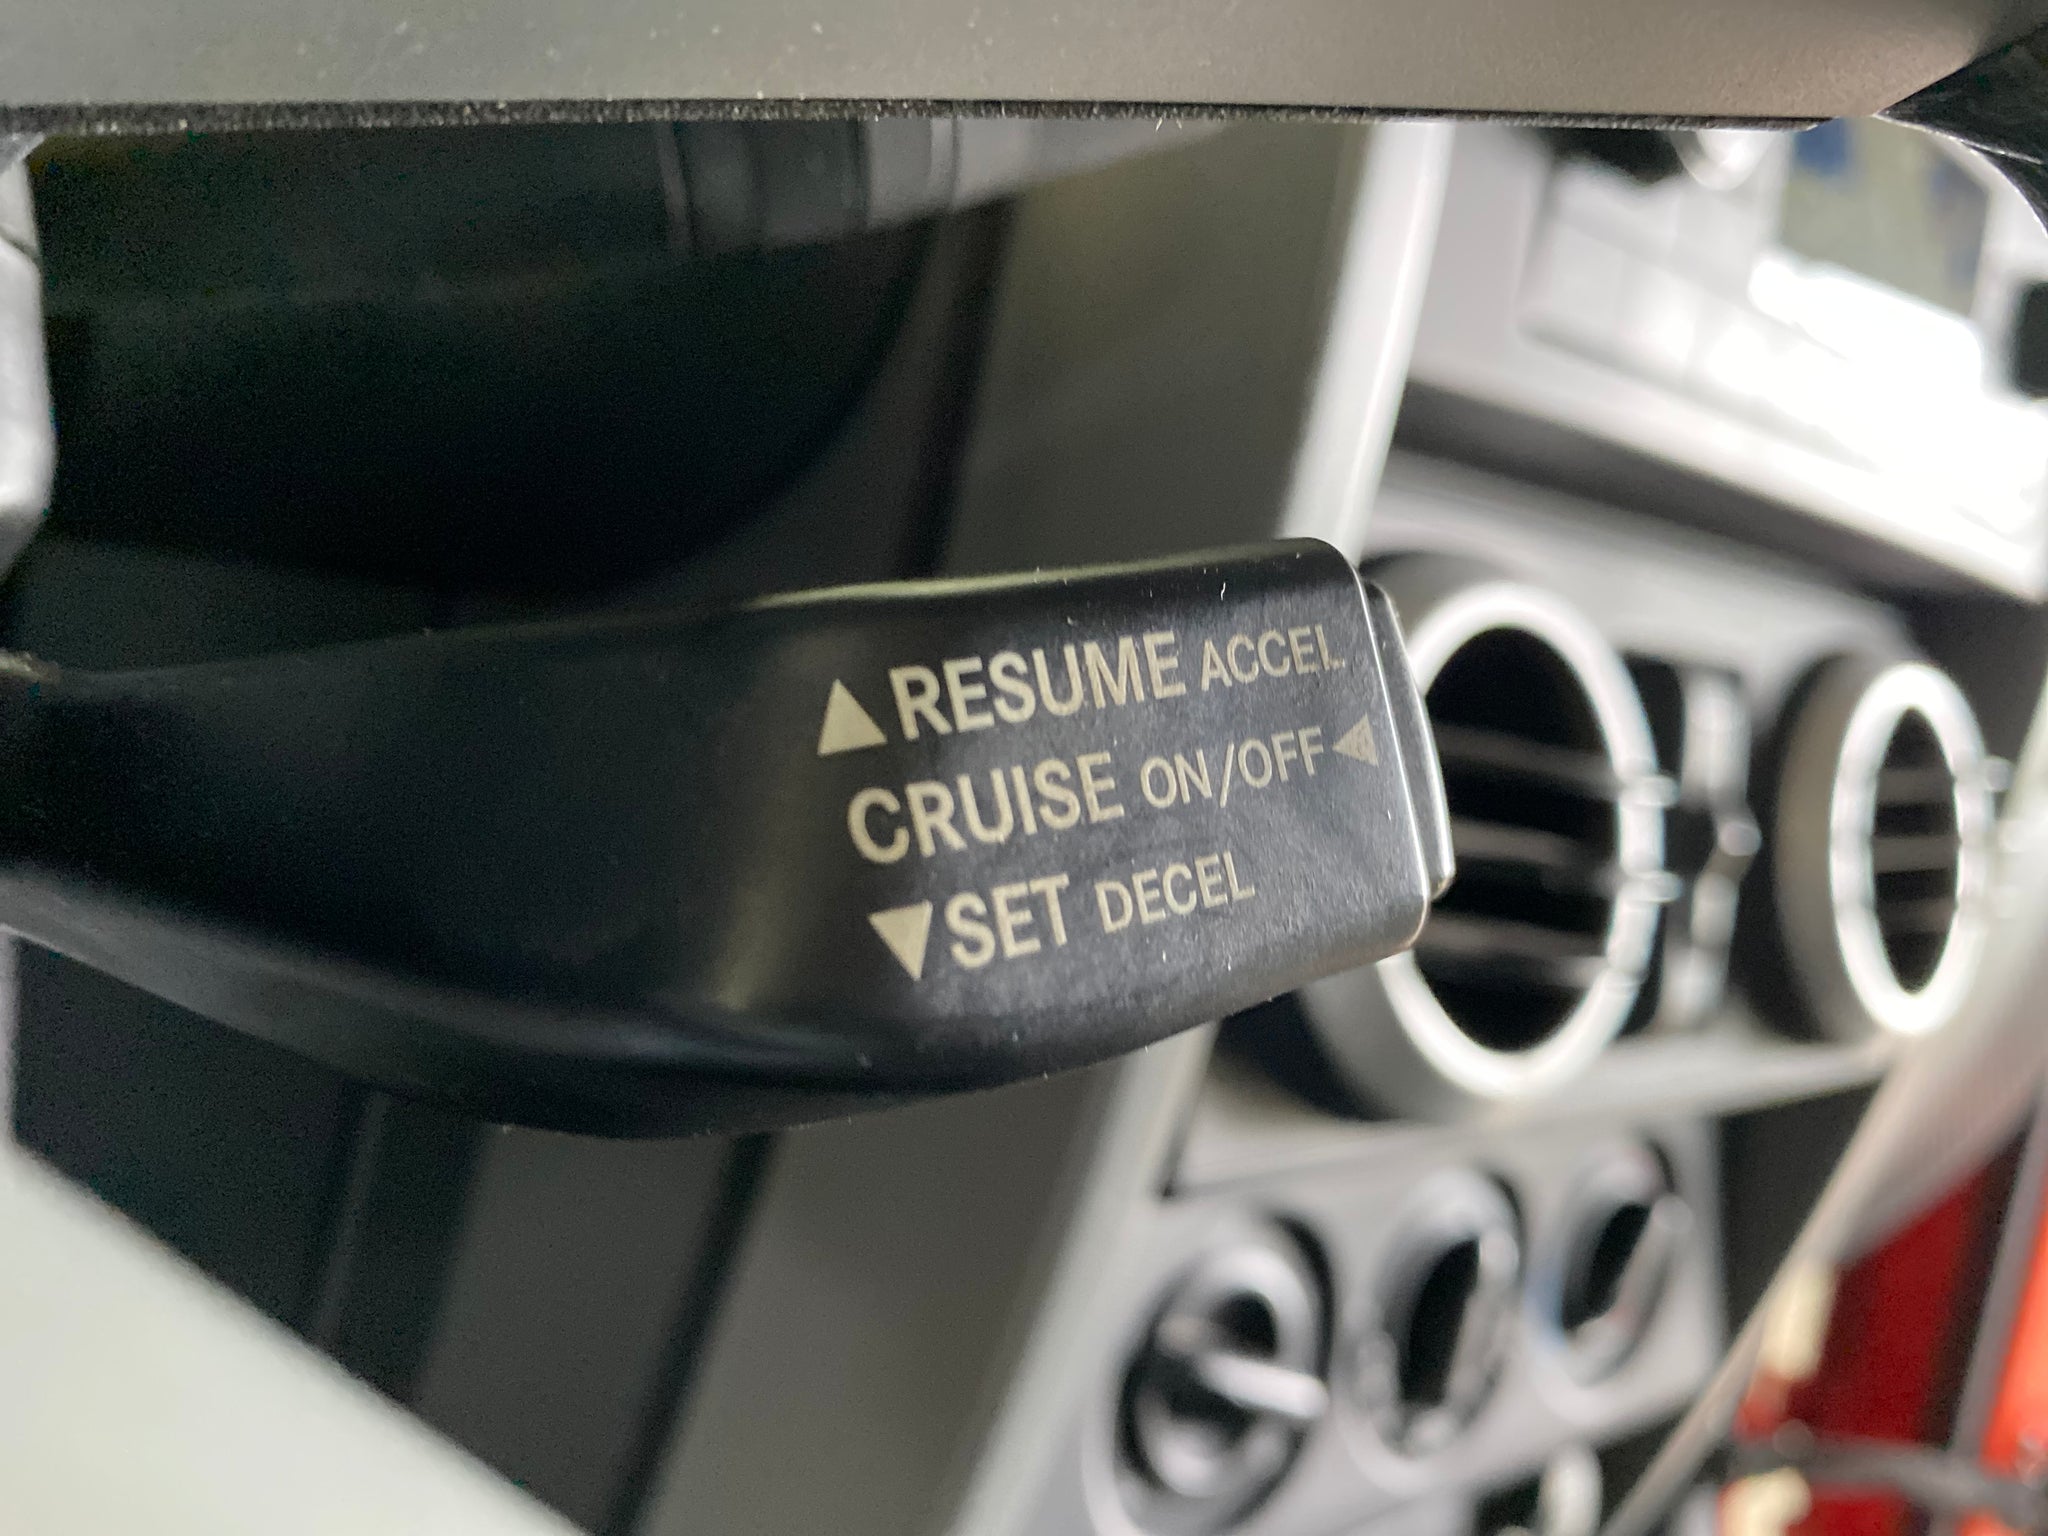 ▲RESUME ACCEL
CRUISE ON/OFF◀
▼SET DECEL